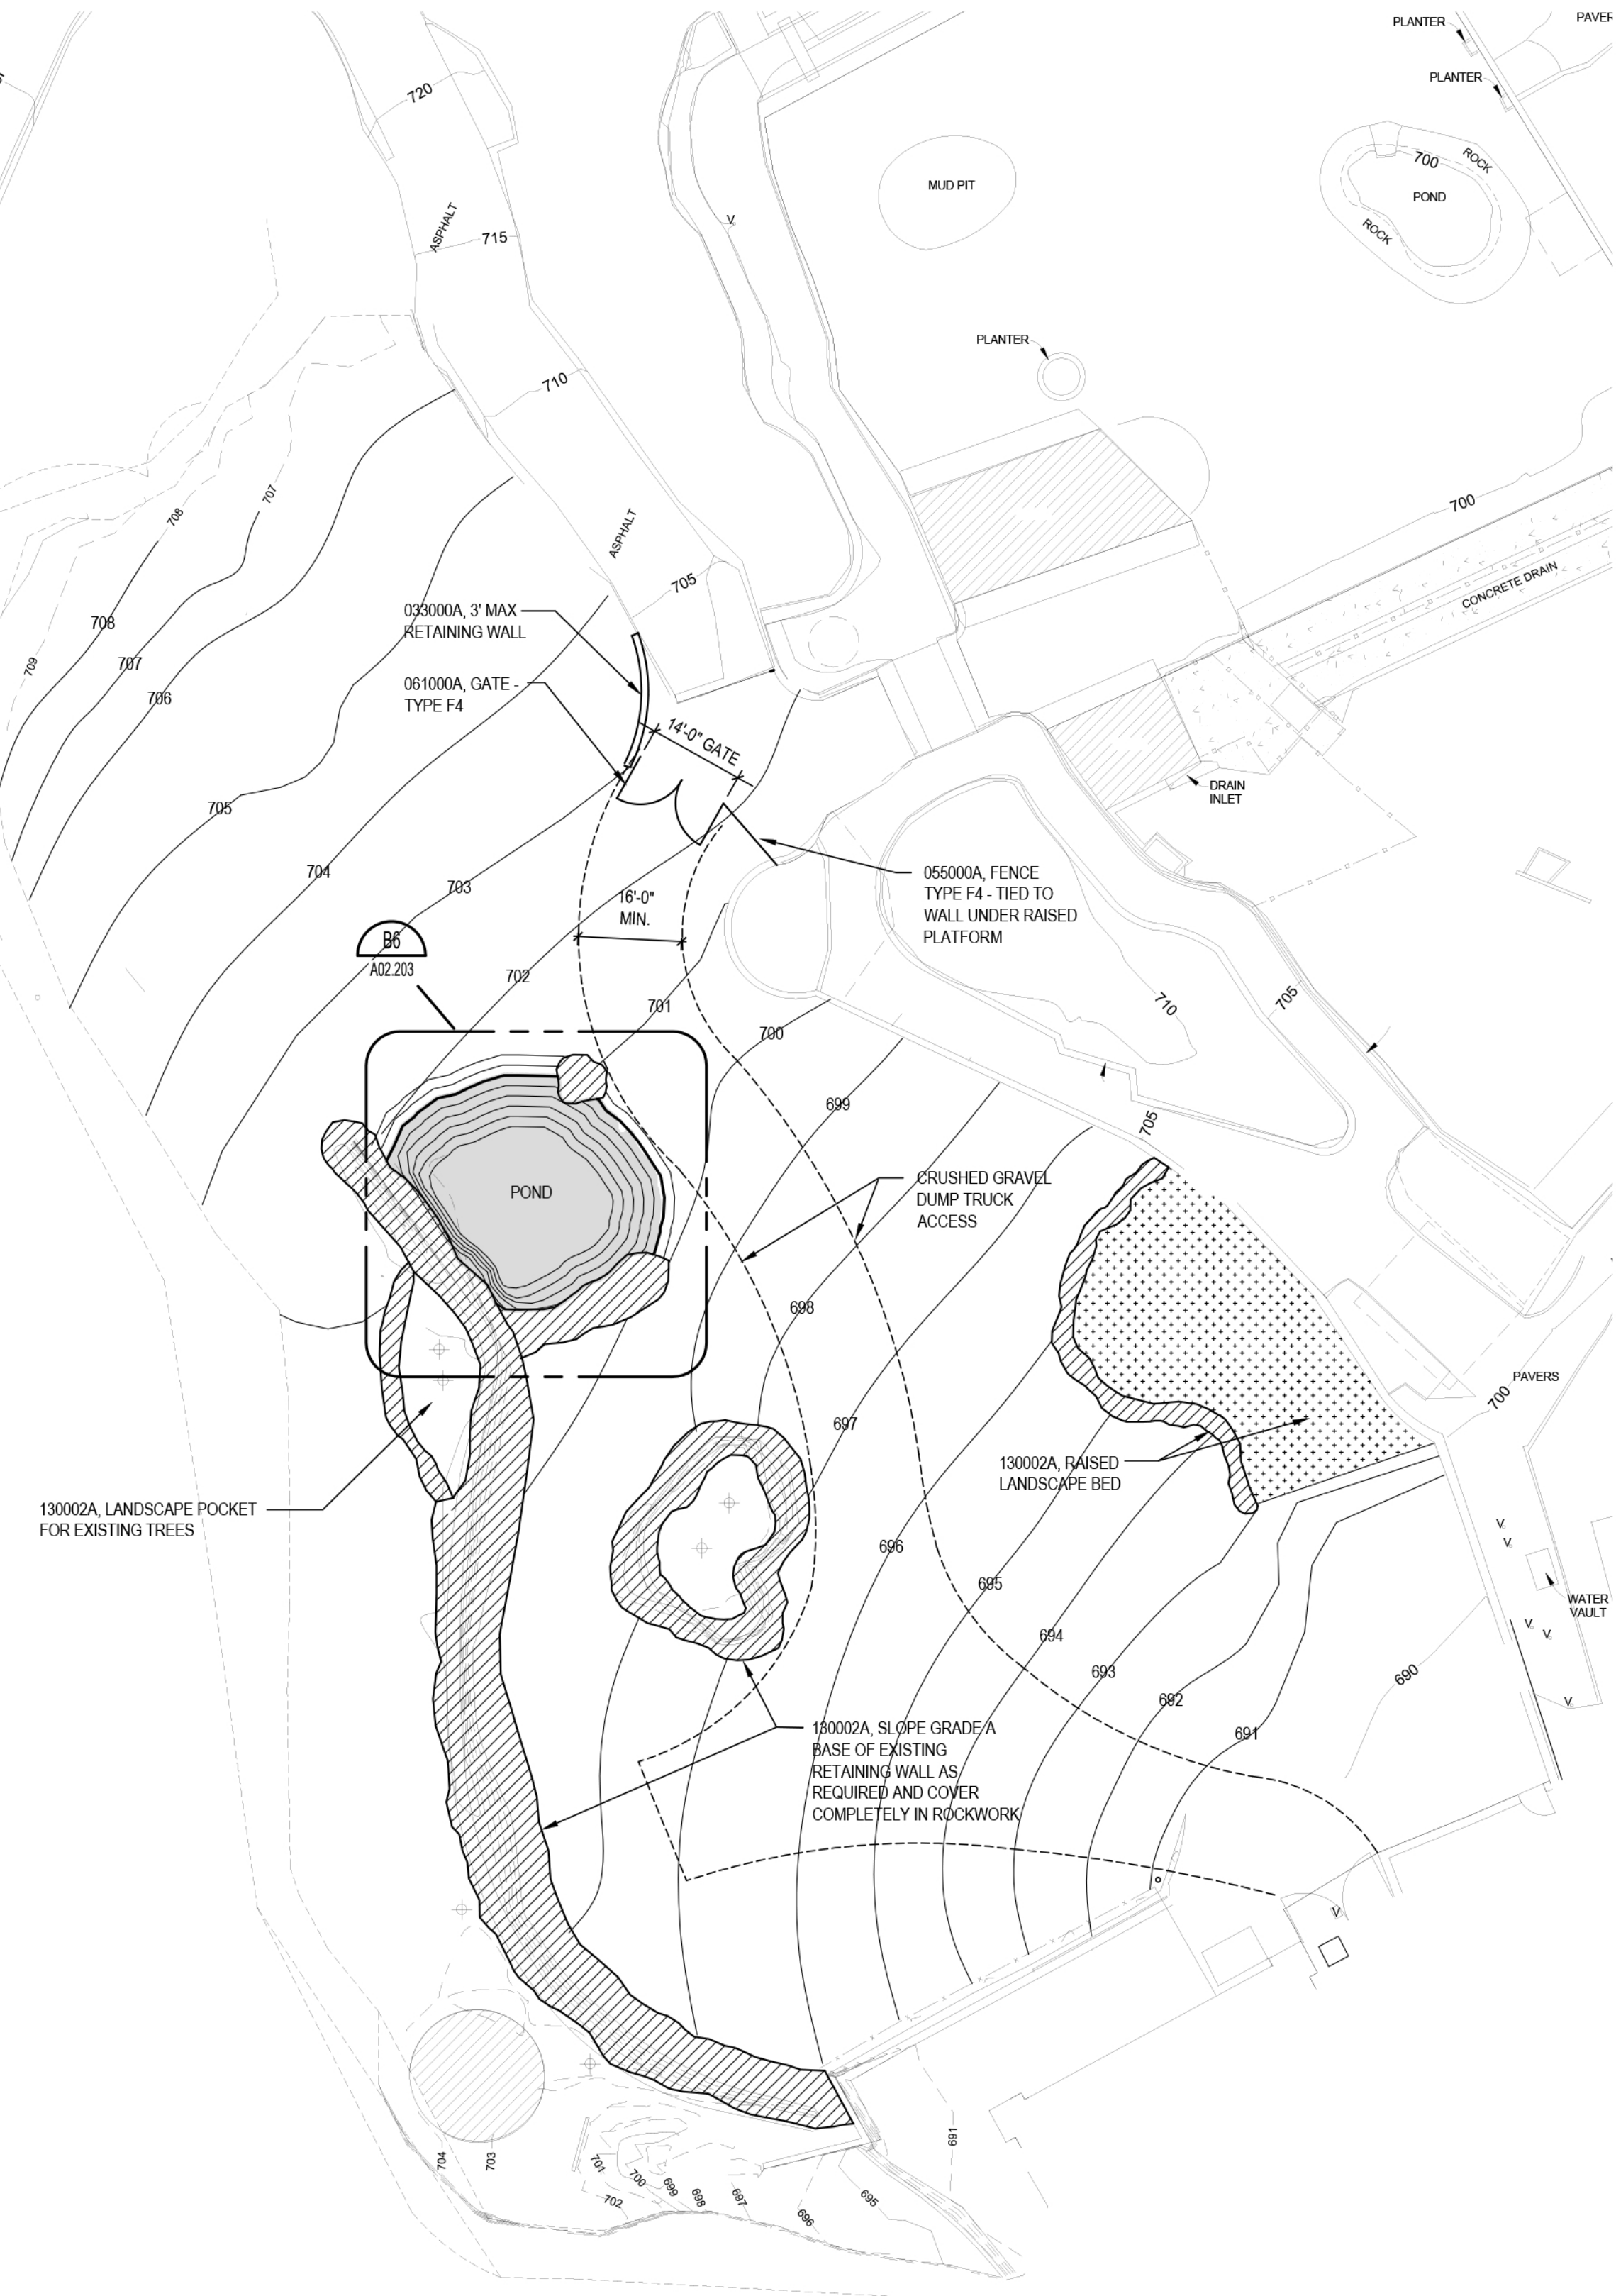 PLANTER
PAVER
PLANTER
720
700
ROCK
MUD PIT
POND
ROCK
ASPHALT
715
V
PLANTER
710
707
708
700
ASPHALT
CONCRETE DRAIN
705
033000A, 3' MAX
RETAINING WALL
708
709
707
706
061000A, GATE -
TYPE F4
14'-0" GATE
DRAIN
INLET
705
704
703
055000A, FENCE
TYPE F4 - TIED TO
WALL UNDER RAISED
PLATFORM
16'-0"
MIN.
B6
A02.203
702
701
700
710
705
699
705
POND
CRUSHED GRAVEL
DUMP TRUCK
ACCESS
698
697
PAVERS
700
130002A, RAISED
LANDSCAPE BED
130002A, LANDSCAPE POCKET
FOR EXISTING TREES
696
695
694
693
692
691
690
V
V
WATER
VAULT
V
V
V
130002A, SLOPE GRADE A
BASE OF EXISTING
RETAINING WALL AS
REQUIRED AND COVER
COMPLETELY IN ROCKWORK
V
704
703
701
700
699
698
697
702
696
695
691